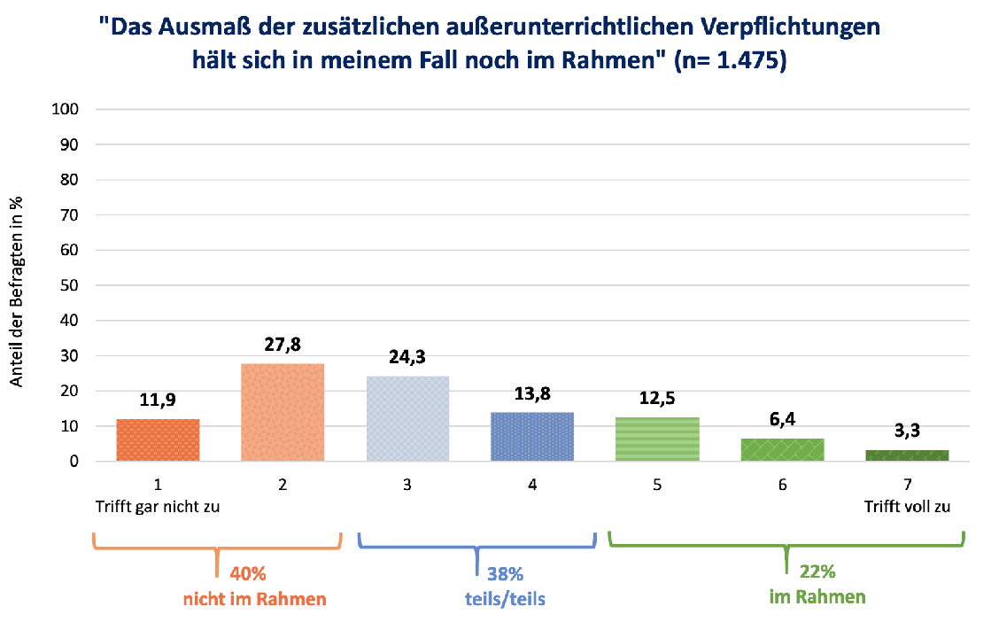 "Das Ausmaß der zusätzlichen außerunterrichtlichen Verpflichtungen
hält sich in meinem Fall noch im Rahmen" (n= 1.475)
Anteil der Befragten in %
100
90
80
70
60
50
40
30
20
10
0
11,9
27,8
24,3
13,8
12,5
6,4
3,3
1 2 3 4 5 6 7
Trifft gar nicht zu Trifft voll zu
40%
nicht im Rahmen
38%
teils/teils
22%
im Rahmen